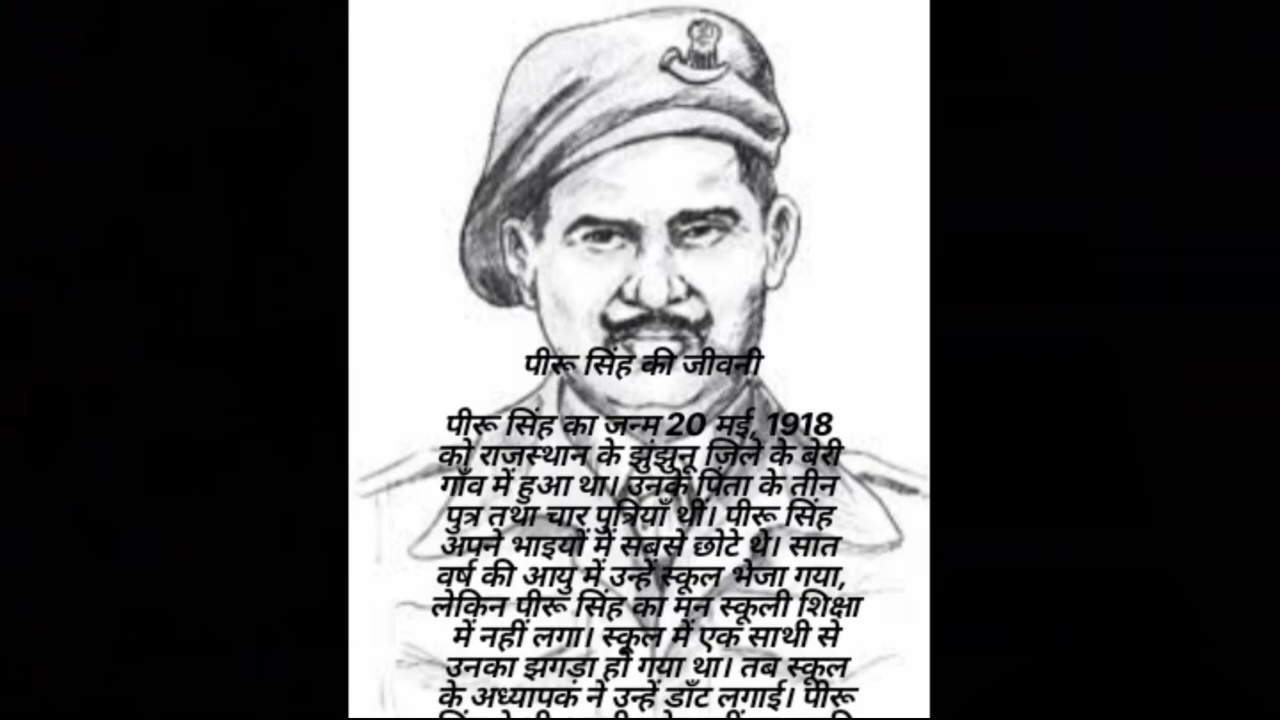 पीरू सिंह की जीवनी
पीरू सिंह का जन्म 20 मई, 1918
को राजस्थान के झुंझुनू ज़िले के बेरी
गाँव में हुआ था। उनके पिता के तीन
पुत्र तथा चार पुत्रियाँ थीं। पीरू सिंह
अपने भाइयों में सबसे छोटे थे। सात
वर्ष की आयु में उन्हें स्कूल भेजा गया,
लेकिन पीरू सिंह का मन स्कूली शिक्षा
में नहीं लगा। स्कूल में एक साथी से
उनका झगड़ा हो गया था। तब स्कूल
के अध्यापक ने उन्हें डाँट लगाई। पीरू